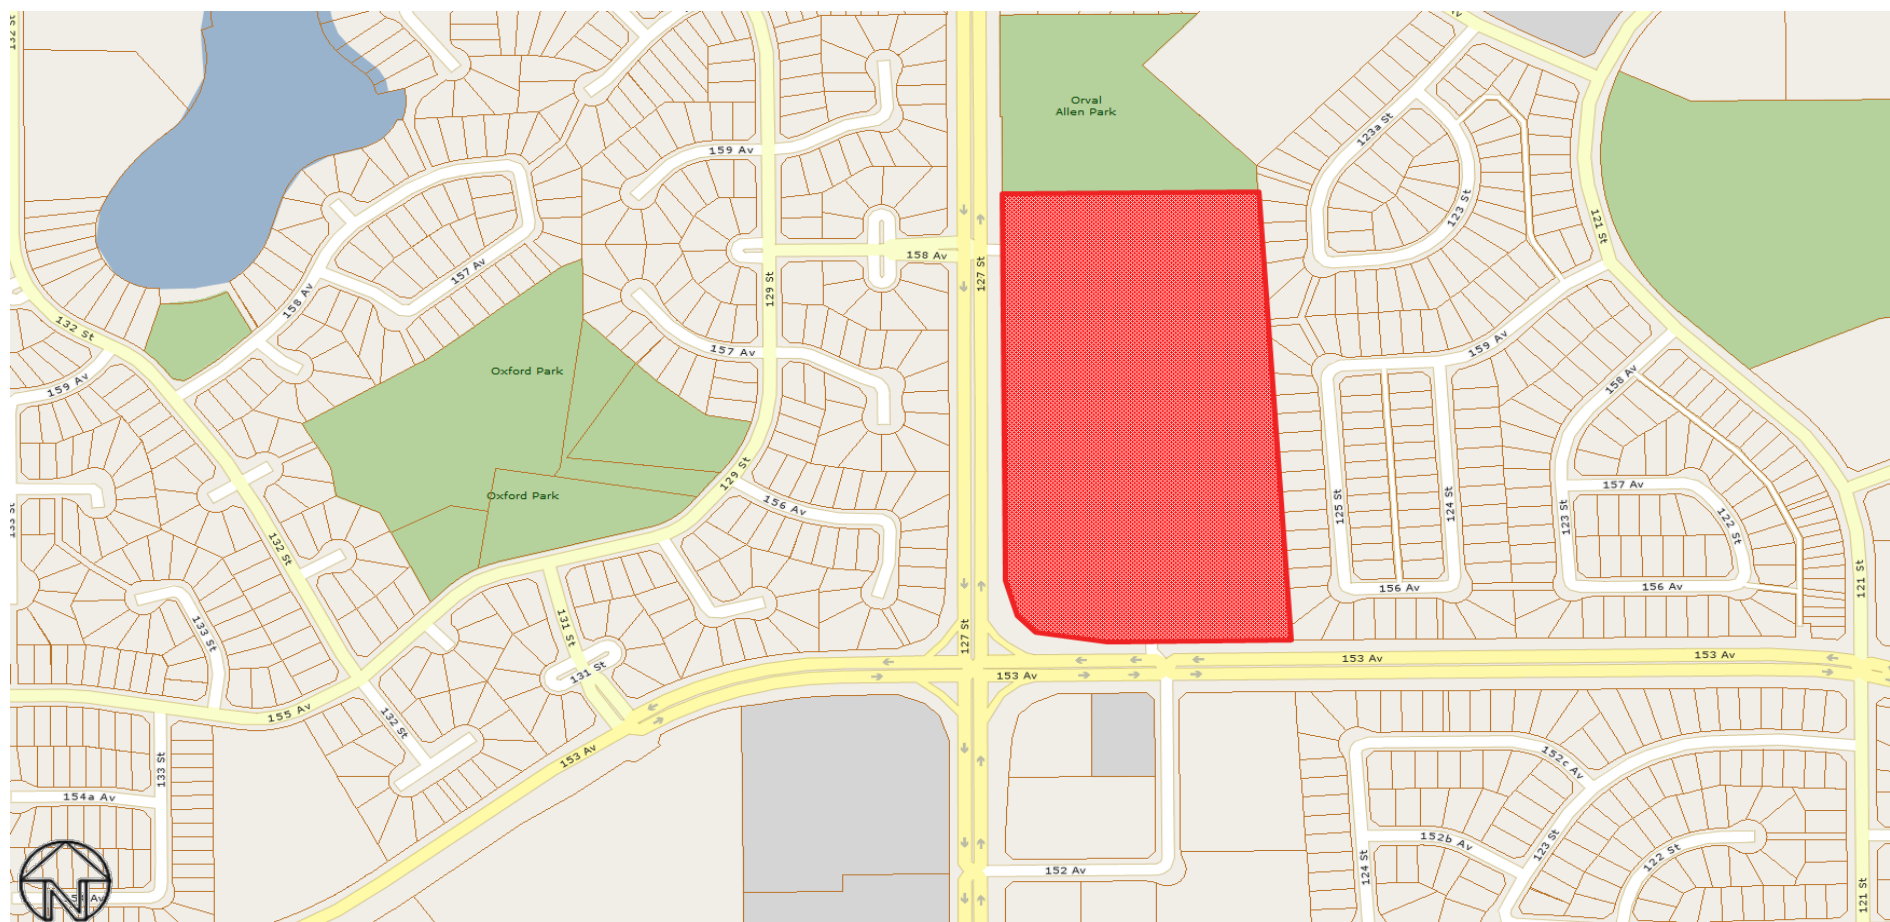 132 St
Av
Orval
Allen Park
123a St
159 Av
123 St
121 St
158 Av
127 St
157 Av
129 St
158 Av
132 St
159 Av
157 Av
159 Av
Oxford Park
158 Av
129 St
Oxford Park
156 Av
133 St
132 St
125 St
124 St
157 Av
123 St
122 St
156 Av
156 Av
121 St
133 St
131 St
127 St
131 St
153 Av
153 Av
153 Av
155 Av
132 St
153 Av
133 St
152c Av
154a Av
152b Av
123 St
122 St
152 Av
124 St
121 St
N